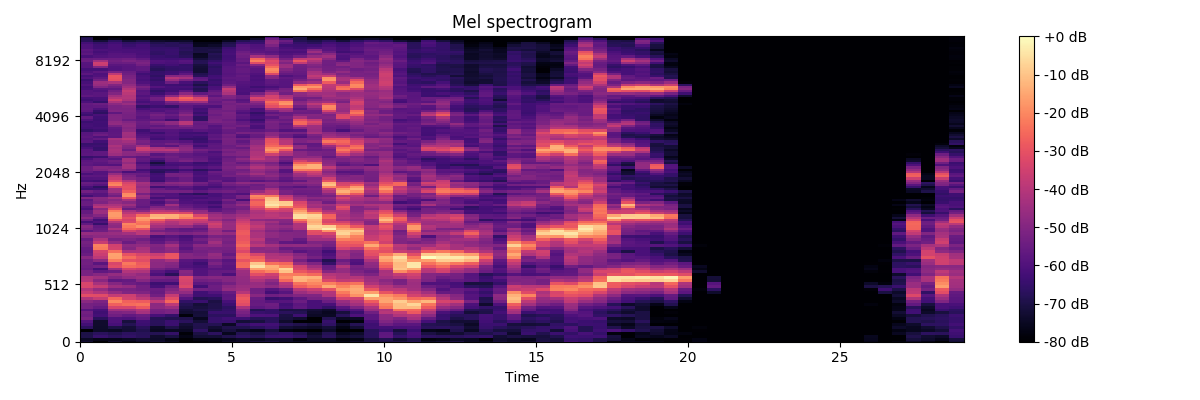 Mel spectrogram
8192
4096
2048
1024
512
0
Hz
0 5 10 15 20 25
Time
+0 dB
-10 dB
-20 dB
-30 dB
-40 dB
-50 dB
-60 dB
-70 dB
-80 dB